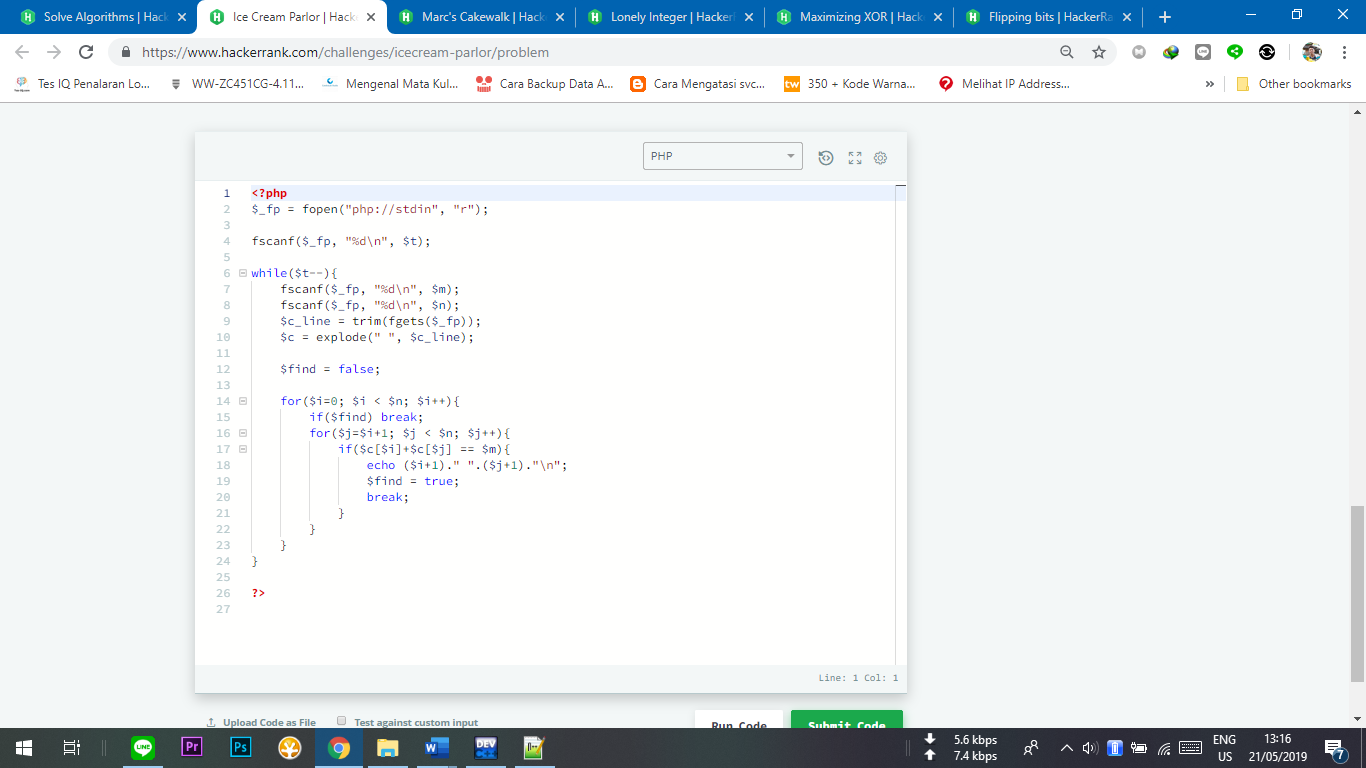 Solve Algorithms | Hack
Ice Cream Parlor | Hack
Marc's Cakewalk | Hack
Lonely Integer | Hackeri
Maximizing XOR | Hack
Flipping bits | HackerRa
https://www.hackerrank.com/challenges/icecream-parlor/problem
Tes IQ Penalaran Lo...
WW-ZC451CG-4.11...
Mengenal Mata Kul...
Cara Backup Data A...
Cara Mengatasi svc...
tw 350 + Kode Warna...
Melihat IP Address...
» Other bookmarks
PHP
1 <?php
2 $_fp = fopen("php://stdin", "r");
3
4 fscanf($_fp, "%d\n", $t);
5
6 while($t--){
7     fscanf($_fp, "%d\n", $m);
8     fscanf($_fp, "%d\n", $n);
9     $c_line = trim(fgets($_fp));
10     $c = explode(" ", $c_line);
11
12     $find = false;
13
14     for($i=0; $i < $n; $i++){
15         if($find) break;
16         for($j=$i+1; $j < $n; $j++){
17             if($c[$i]+$c[$j] == $m){
18                 echo ($i+1)." ".($j+1)."\n";
19                 $find = true;
20                 break;
21             }
22         }
23     }
24 }
25
26 ?>
27
Line: 1 Col: 1
Upload Code as File
Test against custom input
Run Code
Submit Code
LINE
Pr
Ps
W
DEV
5.6 kbps
7.4 kbps
ENG
US
13:16
21/05/2019
7